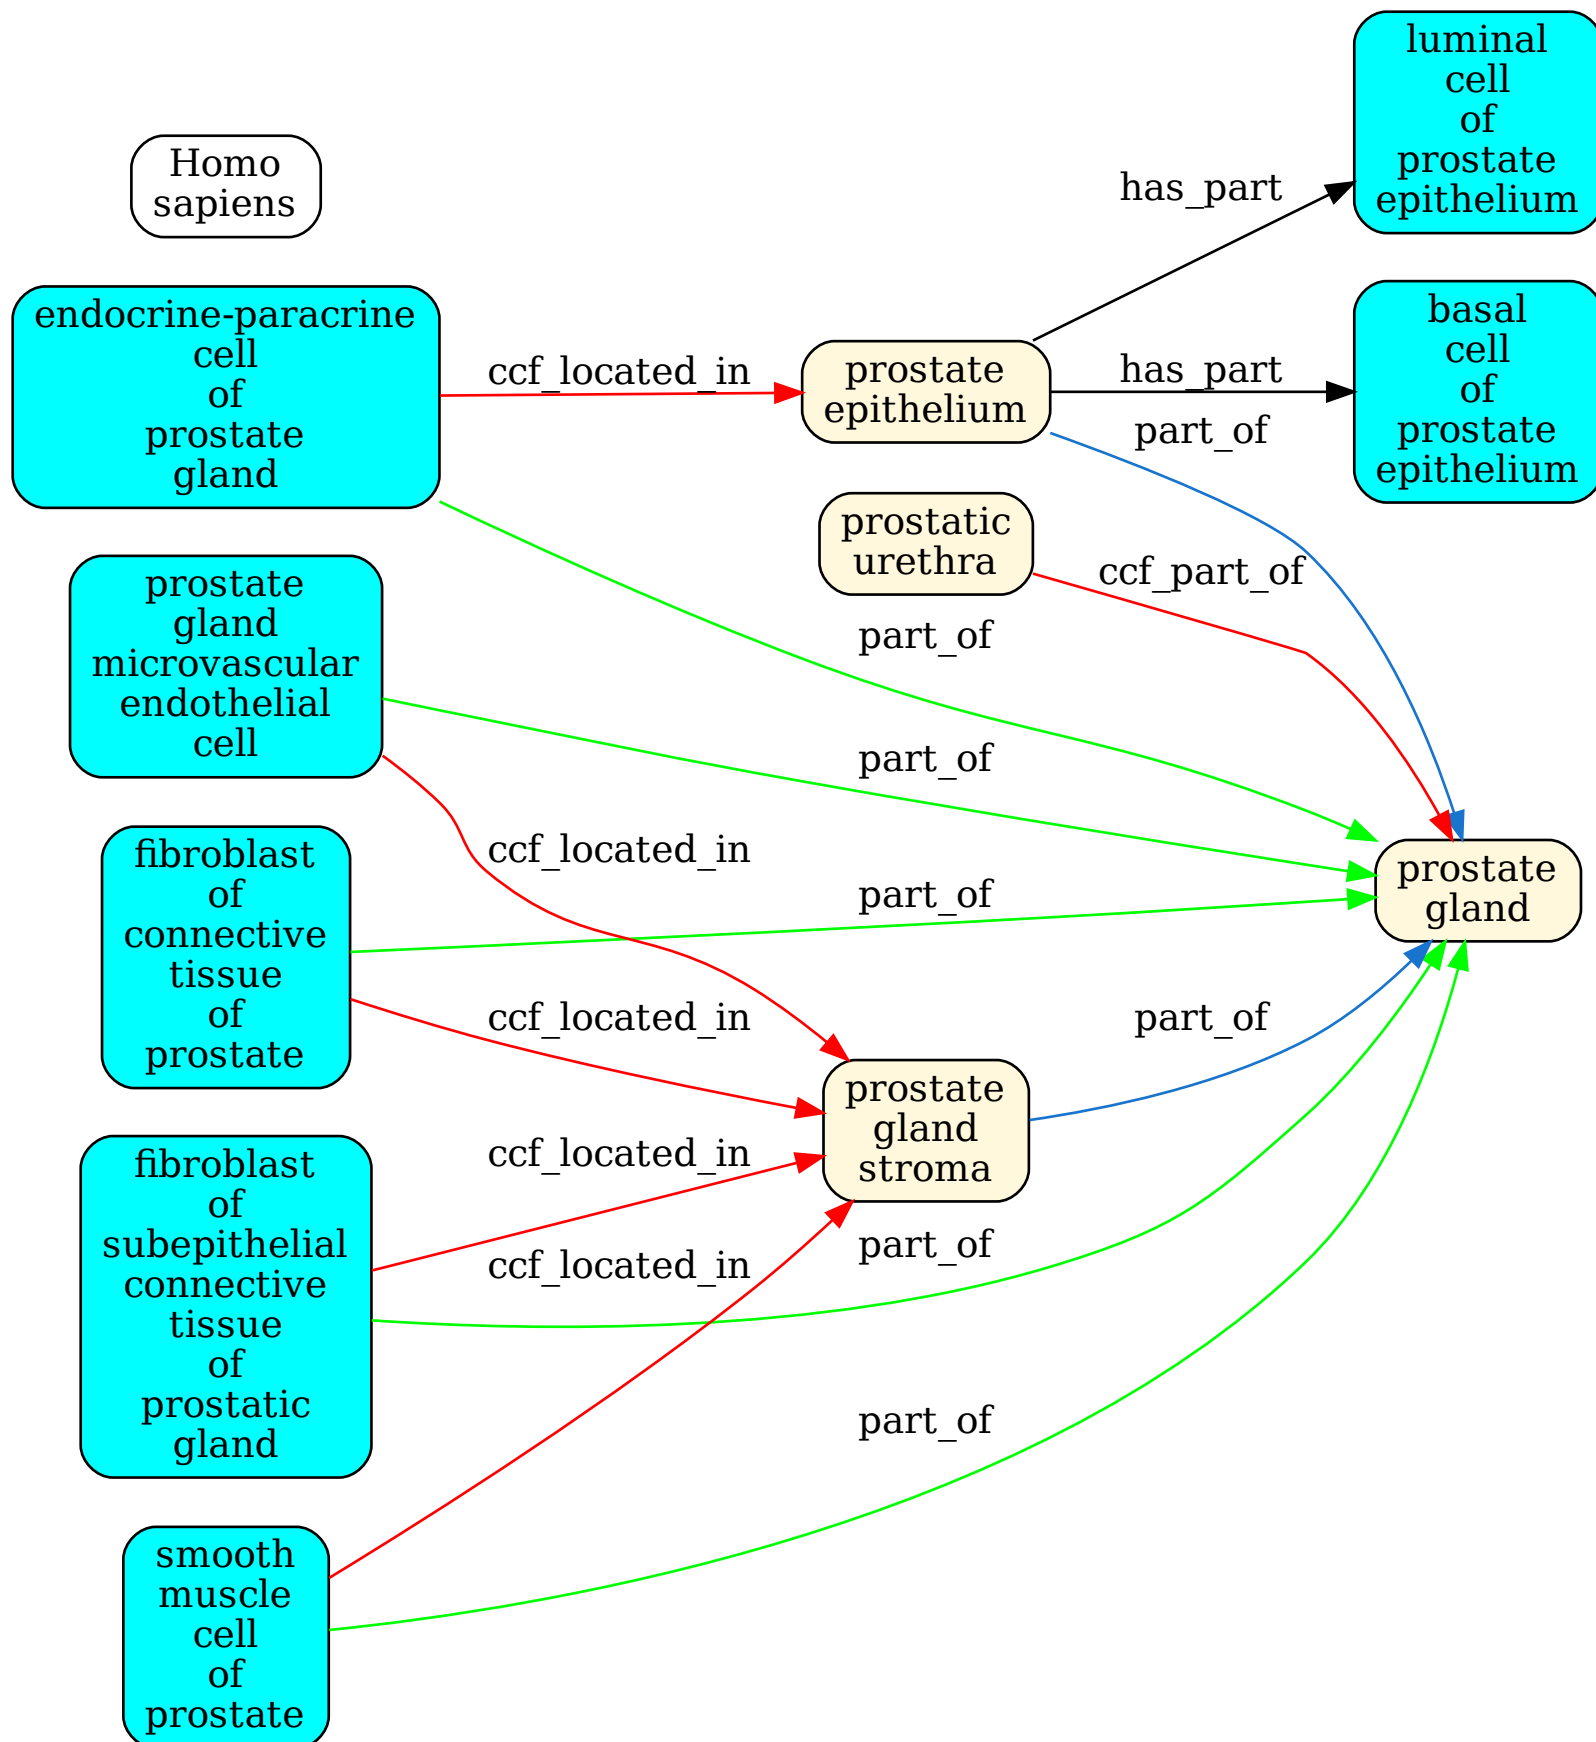 luminal
cell
of
prostate
epithelium
Homo
sapiens
has_part
endocrine-paracrine
cell
of
prostate
gland
ccf_located_in
prostate
epithelium
has_part
basal
cell
of
prostate
epithelium
part_of
prostatic
urethra
ccf_part_of
prostate
gland
microvascular
endothelial
cell
part_of
part_of
ccf_located_in
fibroblast
of
connective
tissue
of
prostate
part_of
prostate
gland
ccf_located_in
part_of
prostate
gland
stroma
fibroblast
of
subepithelial
connective
tissue
of
prostatic
gland
ccf_located_in
part_of
ccf_located_in
part_of
smooth
muscle
cell
of
prostate